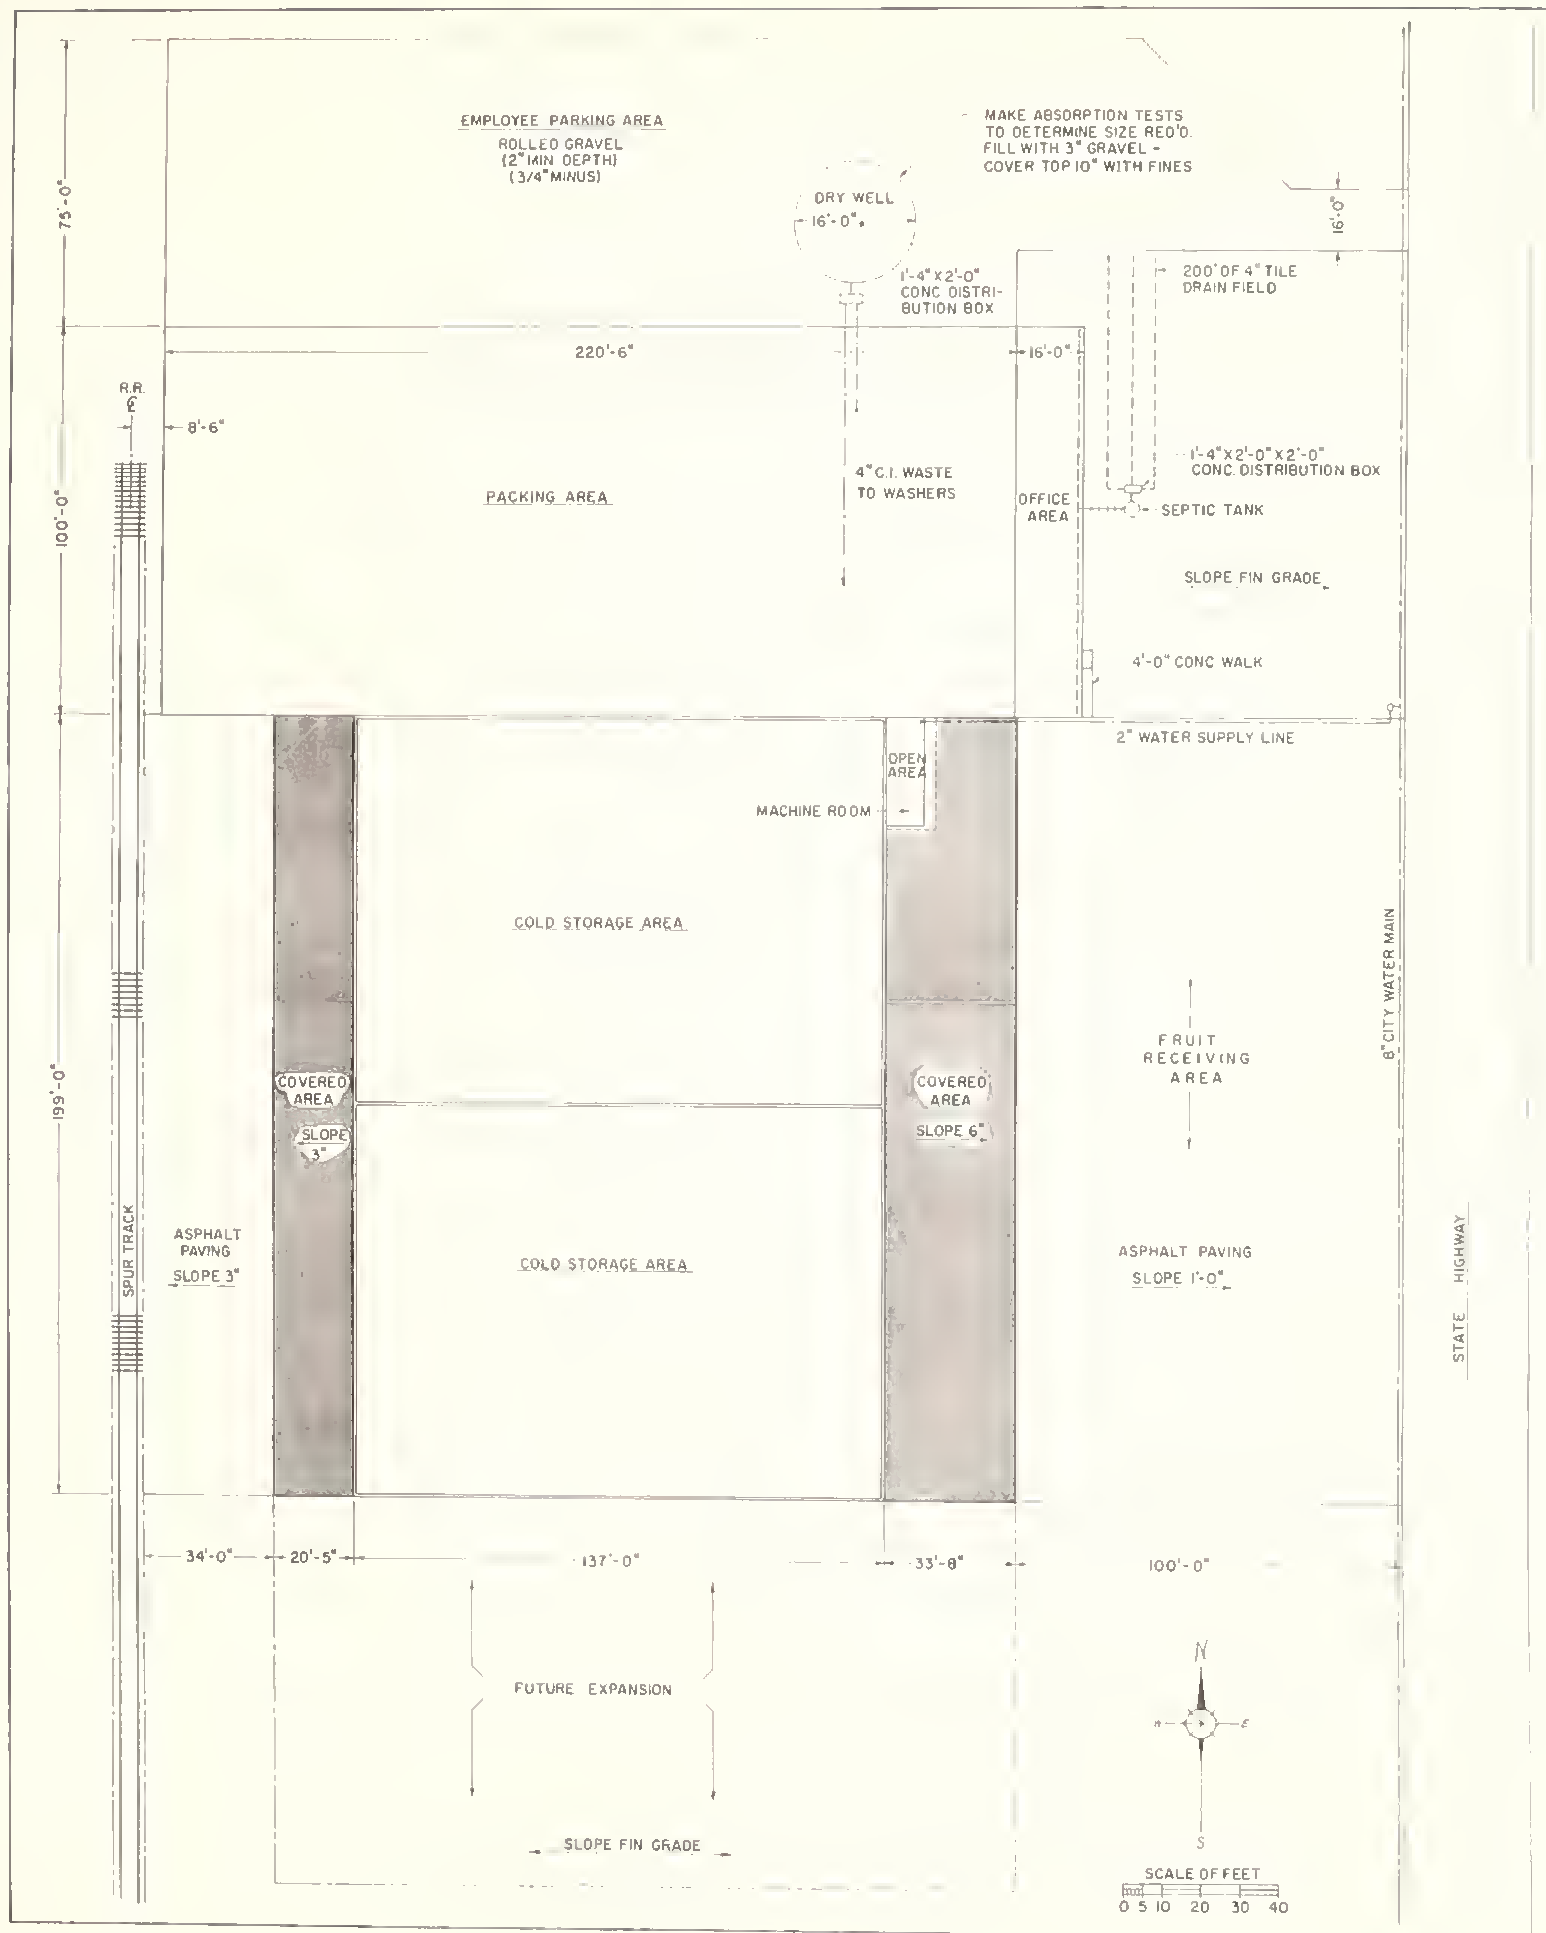 EMPLOYEE PARKING AREA
ROLLED GRAVEL
(2" MIN DEPTH)
(3/4" MINUS)
MAKE ABSORPTION TESTS
TO DETERMINE SIZE REQ'D.
FILL WITH 3" GRAVEL -
COVER TOP 10" WITH FINES
75'-0"
DRY WELL
16'-0"
16'-0"
1'-4" X 2'-0"
CONC DISTRI-
BUTION BOX
200' OF 4" TILE
DRAIN FIELD
220'-6"
16'-0"
R.R.
℄
8'-6"
100'-0"
PACKING AREA
4" C.I. WASTE
TO WASHERS
OFFICE
AREA
1'-4" X 2'-0" X 2'-0"
CONC. DISTRIBUTION BOX
SEPTIC TANK
SLOPE FIN GRADE
4'-0" CONC WALK
2" WATER SUPPLY LINE
OPEN
AREA
MACHINE ROOM
COLD STORAGE AREA
8" CITY WATER MAIN
FRUIT
RECEIVING
AREA
199'-0"
COVERED
AREA
SLOPE
3"
COVERED
AREA
SLOPE 6"
SPUR TRACK
ASPHALT
PAVING
SLOPE 3"
COLD STORAGE AREA
ASPHALT PAVING
SLOPE 1'-0"
STATE HIGHWAY
34'-0"
20'-5"
137'-0"
33'-8"
100'-0"
FUTURE EXPANSION
N
E
S
SLOPE FIN GRADE
SCALE OF FEET
0 5 10 20 30 40